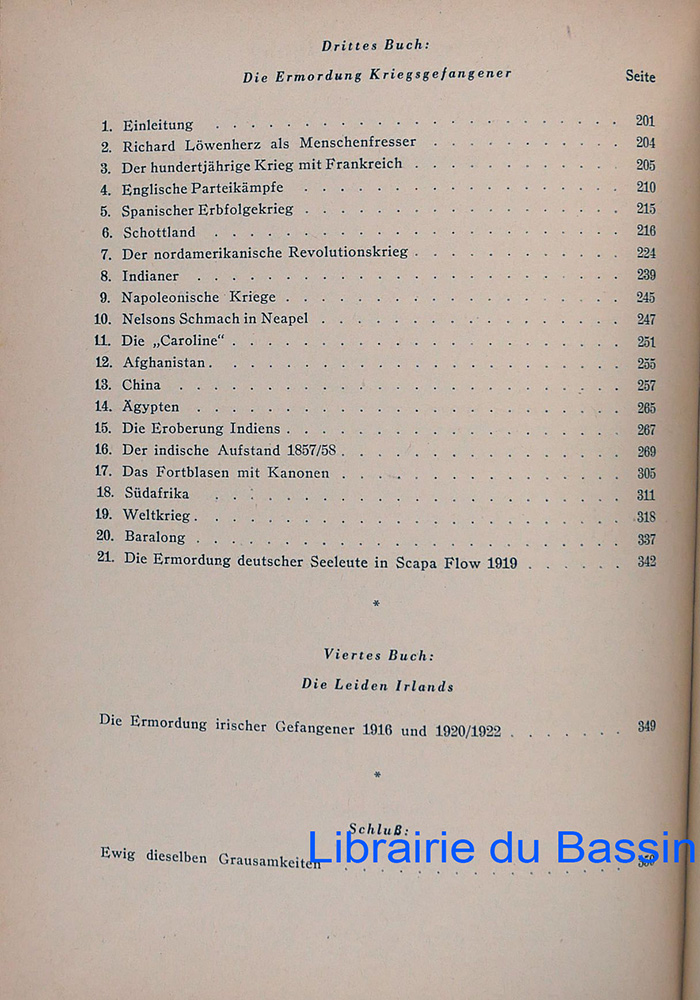 Drittes Buch:
Die Ermordung Kriegsgefangener Seite
1. Einleitung . . . . . . . . . . . . . . . . . . . 201
2. Richard Löwenherz als Menschenfresser . . . . . . . . . 204
3. Der hundertjährige Krieg mit Frankreich . . . . . . . . . . 205
4. Englische Parteikämpfe . . . . . . . . . . . . . . . 210
5. Spanischer Erbfolgekrieg . . . . . . . . . . . . . . . 215
6. Schottland . . . . . . . . . . . . . . . . . . . 216
7. Der nordamerikanische Revolutionskrieg . . . . . . . . . . 224
8. Indianer . . . . . . . . . . . . . . . . . . . . 239
9. Napoleonische Kriege . . . . . . . . . . . . . . . . 245
10. Nelsons Schmach in Neapel . . . . . . . . . . . . . . 247
11. Die „Caroline“ . . . . . . . . . . . . . . . . . . 251
12. Afghanistan . . . . . . . . . . . . . . . . . . . 255
13. China . . . . . . . . . . . . . . . . . . . . . 257
14. Ägypten . . . . . . . . . . . . . . . . . . . . 265
15. Die Eroberung Indiens . . . . . . . . . . . . . . . . 267
16. Der indische Aufstand 1857/58 . . . . . . . . . . . . . 269
17. Das Fortblasen mit Kanonen . . . . . . . . . . . . . 305
18. Südafrika . . . . . . . . . . . . . . . . . . . 311
19. Weltkrieg . . . . . . . . . . . . . . . . . . . . 318
20. Baralong . . . . . . . . . . . . . . . . . . . . 337
21. Die Ermordung deutscher Seeleute in Scapa Flow 1919 . . . . . . 342
*
Viertes Buch:
Die Leiden Irlands
Die Ermordung irischer Gefangener 1916 und 1920/1922 . . . . . . . 349
*
Schluß:
Librairie du Bassin
Ewig dieselben Grausamkeiten . . . . . . . . . . . . .